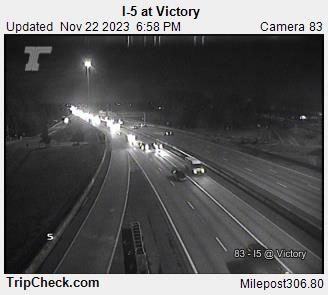 I-5 at Victory
Updated Nov 22 2023 6:58 PM Camera 83
T
S
83 - I5 @ Victory
TripCheck.com Milepost306.80